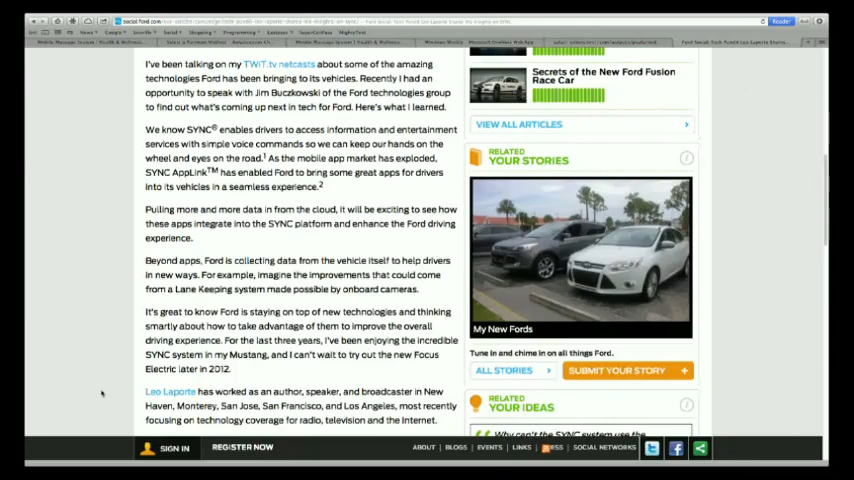 social.ford.com
Reader
I've been talking on my TWiT.tv netcasts about some of the amazing
technologies Ford has been bringing to its vehicles. Recently I had an
opportunity to speak with Jim Buczkowski of the Ford technologies group
to find out what's coming up next in tech for Ford. Here's what I learned.
We know SYNC® enables drivers to access information and entertainment
services with simple voice commands so we can keep our hands on the
wheel and eyes on the road.1 As the mobile app market has exploded,
SYNC AppLink™ has enabled Ford to bring some great apps for drivers
into its vehicles in a seamless experience.2
Pulling more and more data in from the cloud, it will be exciting to see how
these apps integrate into the SYNC platform and enhance the Ford driving
experience.
Beyond apps, Ford is collecting data from the vehicle itself to help drivers
in new ways. For example, imagine the improvements that could come
from a Lane Keeping system made possible by onboard cameras.
It's great to know Ford is staying on top of new technologies and thinking
smartly about how to take advantage of them to improve the overall
driving experience. For the last three years, I've been enjoying the incredible
SYNC system in my Mustang, and I can't wait to try out the new Focus
Electric later in 2012.
Leo Laporte has worked as an author, speaker, and broadcaster in New
Haven, Monterey, San Jose, San Francisco, and Los Angeles, most recently
focusing on technology coverage for radio, television and the Internet.
Secrets of the New Ford Fusion
Race Car
VIEW ALL ARTICLES
RELATED
YOUR STORIES
My New Fords
Tune in and chime in on all things Ford.
ALL STORIES
SUBMIT YOUR STORY
RELATED
YOUR IDEAS
Why can't the SYNC system use the
SIGN IN
REGISTER NOW
ABOUT
BLOGS
EVENTS
LINKS
RSS
SOCIAL NETWORKS